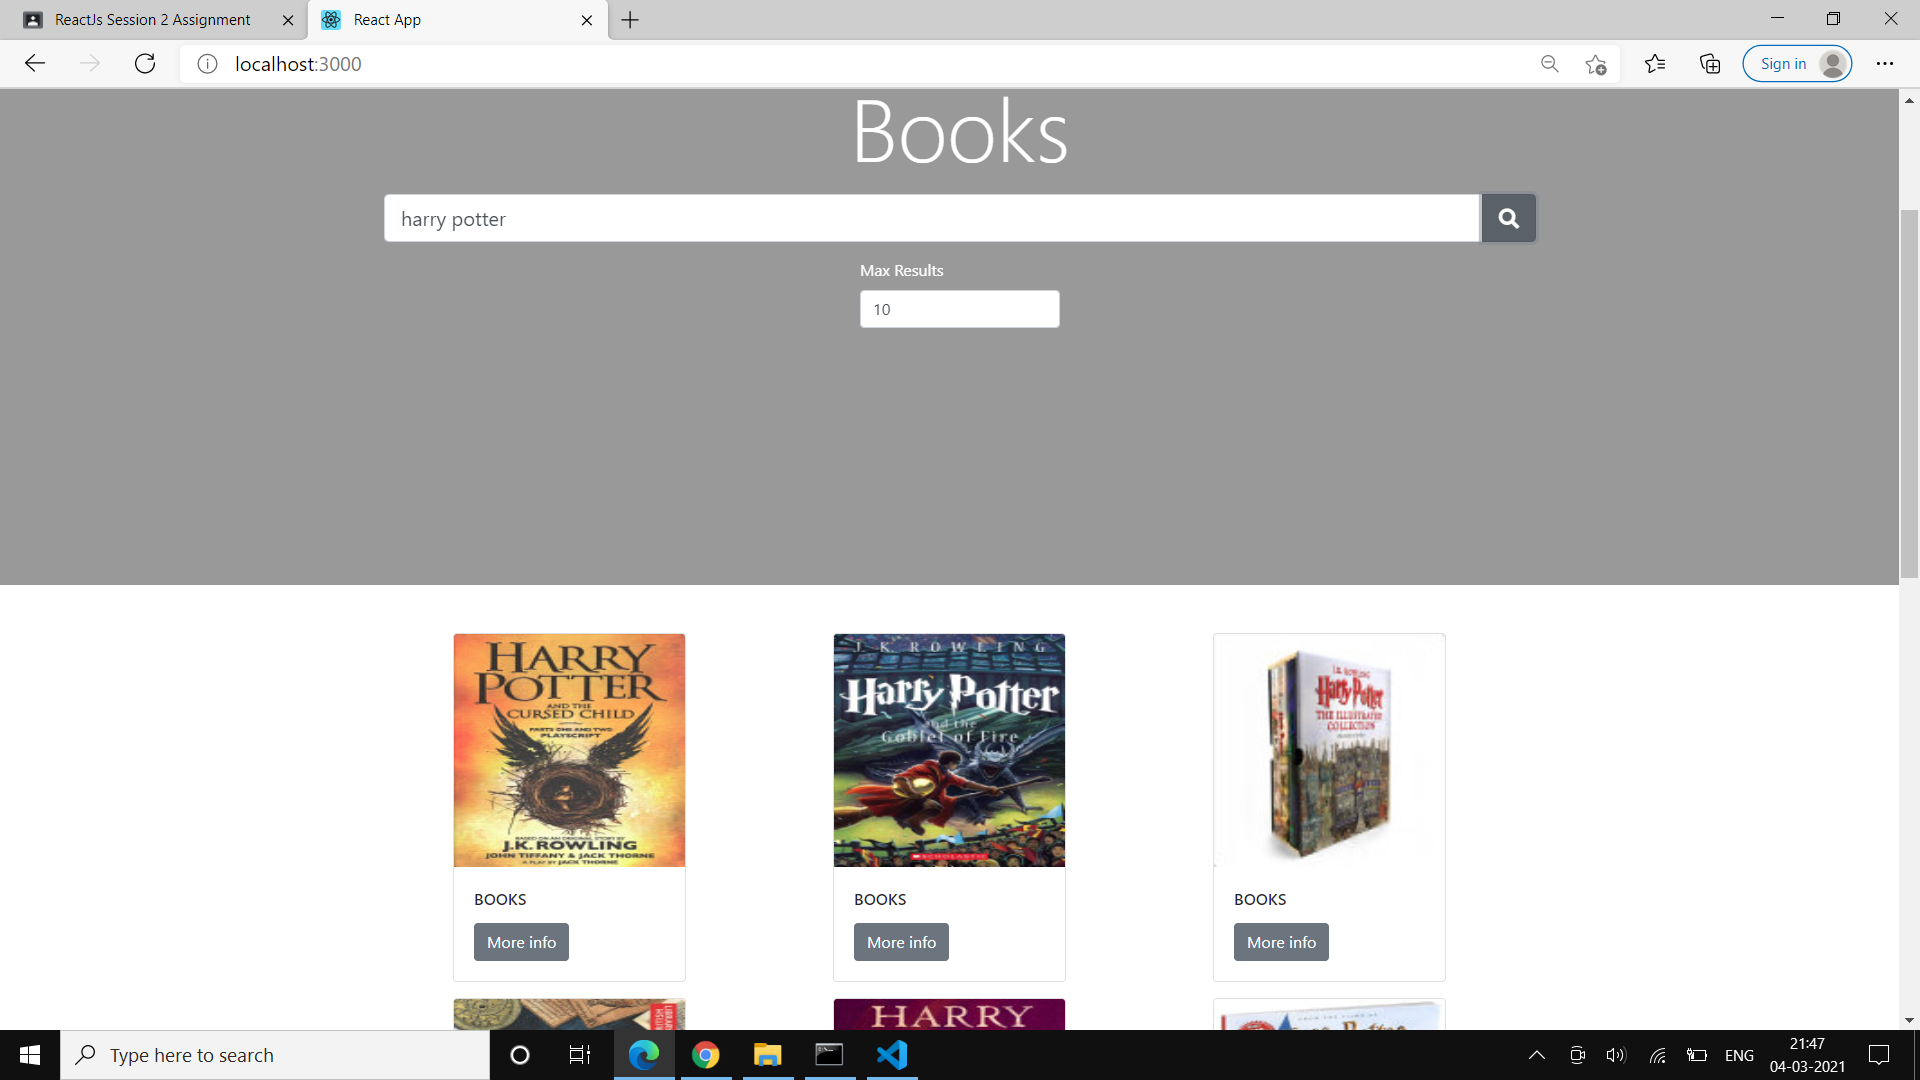 ReactJs Session 2 Assignment
React App
localhost:3000
Sign in
Books
harry potter
Max Results
10
HARRY
POTTER
AND THE
CURSED CHILD
PARTS ONE AND TWO
PLAYSCRIPT
BASED ON AN ORIGINAL STORY BY
J.K. ROWLING
JOHN TIFFANY & JACK THORNE
A PLAY BY JACK THORNE
BOOKS
More info
J. K. ROWLING
Harry Potter
and the
Goblet of Fire
SCHOLASTIC
BOOKS
More info
J.K. ROWLING
Harry Potter
THE ILLUSTRATED
COLLECTION
BOOKS
More info
HARRY
Type here to search
ENG
21:47
04-03-2021